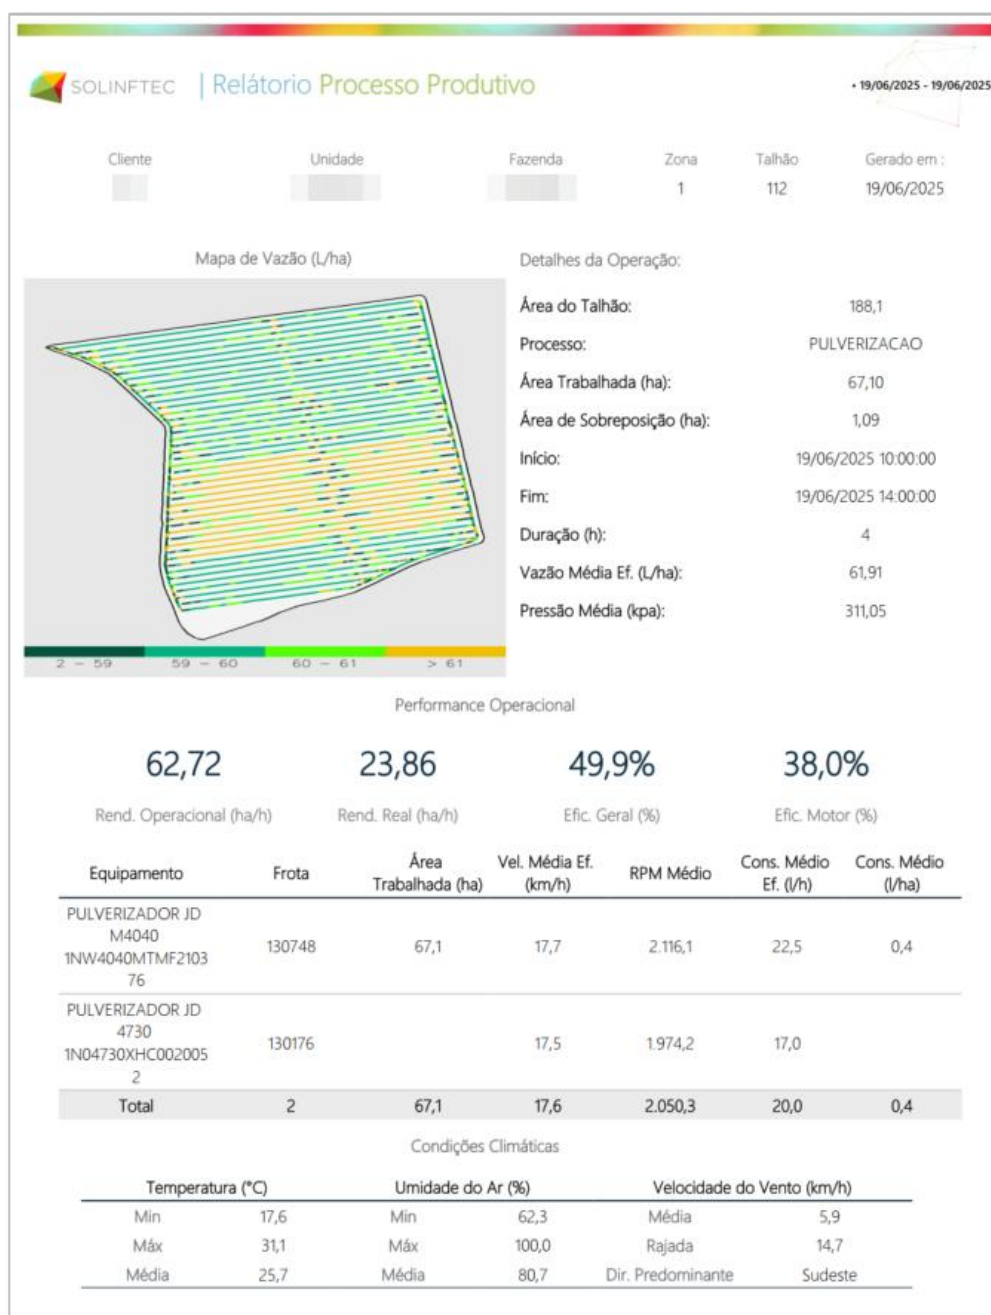 SOLINFTEC | Relátorio Processo Produtivo
• 19/06/2025 - 19/06/2025
Cliente Unidade Fazenda Zona Talhão Gerado em :
1 112 19/06/2025
Mapa de Vazão (L/ha)
2 - 59 59 - 60 60 - 61 > 61
Detalhes da Operação:
Área do Talhão: 188,1
Processo: PULVERIZACAO
Área Trabalhada (ha): 67,10
Área de Sobreposição (ha): 1,09
Início: 19/06/2025 10:00:00
Fim: 19/06/2025 14:00:00
Duração (h): 4
Vazão Média Ef. (L/ha): 61,91
Pressão Média (kpa): 311,05
Performance Operacional
62,72 23,86 49,9% 38,0%
Rend. Operacional (ha/h) Rend. Real (ha/h) Efic. Geral (%) Efic. Motor (%)
Equipamento Frota Área Trabalhada (ha) Vel. Média Ef. (km/h) RPM Médio Cons. Médio Ef. (l/h) Cons. Médio (l/ha)
PULVERIZADOR JD
M4040
1NW4040MTMF2103
76
130748 67,1 17,7 2.116,1 22,5 0,4
PULVERIZADOR JD
4730
1N04730XHC002005
2
130176 17,5 1.974,2 17,0
Total 2 67,1 17,6 2.050,3 20,0 0,4
Condições Climáticas
Temperatura (°C) Umidade do Ar (%) Velocidade do Vento (km/h)
Min 17,6 Min 62,3 Média 5,9
Máx 31,1 Máx 100,0 Rajada 14,7
Média 25,7 Média 80,7 Dir. Predominante Sudeste